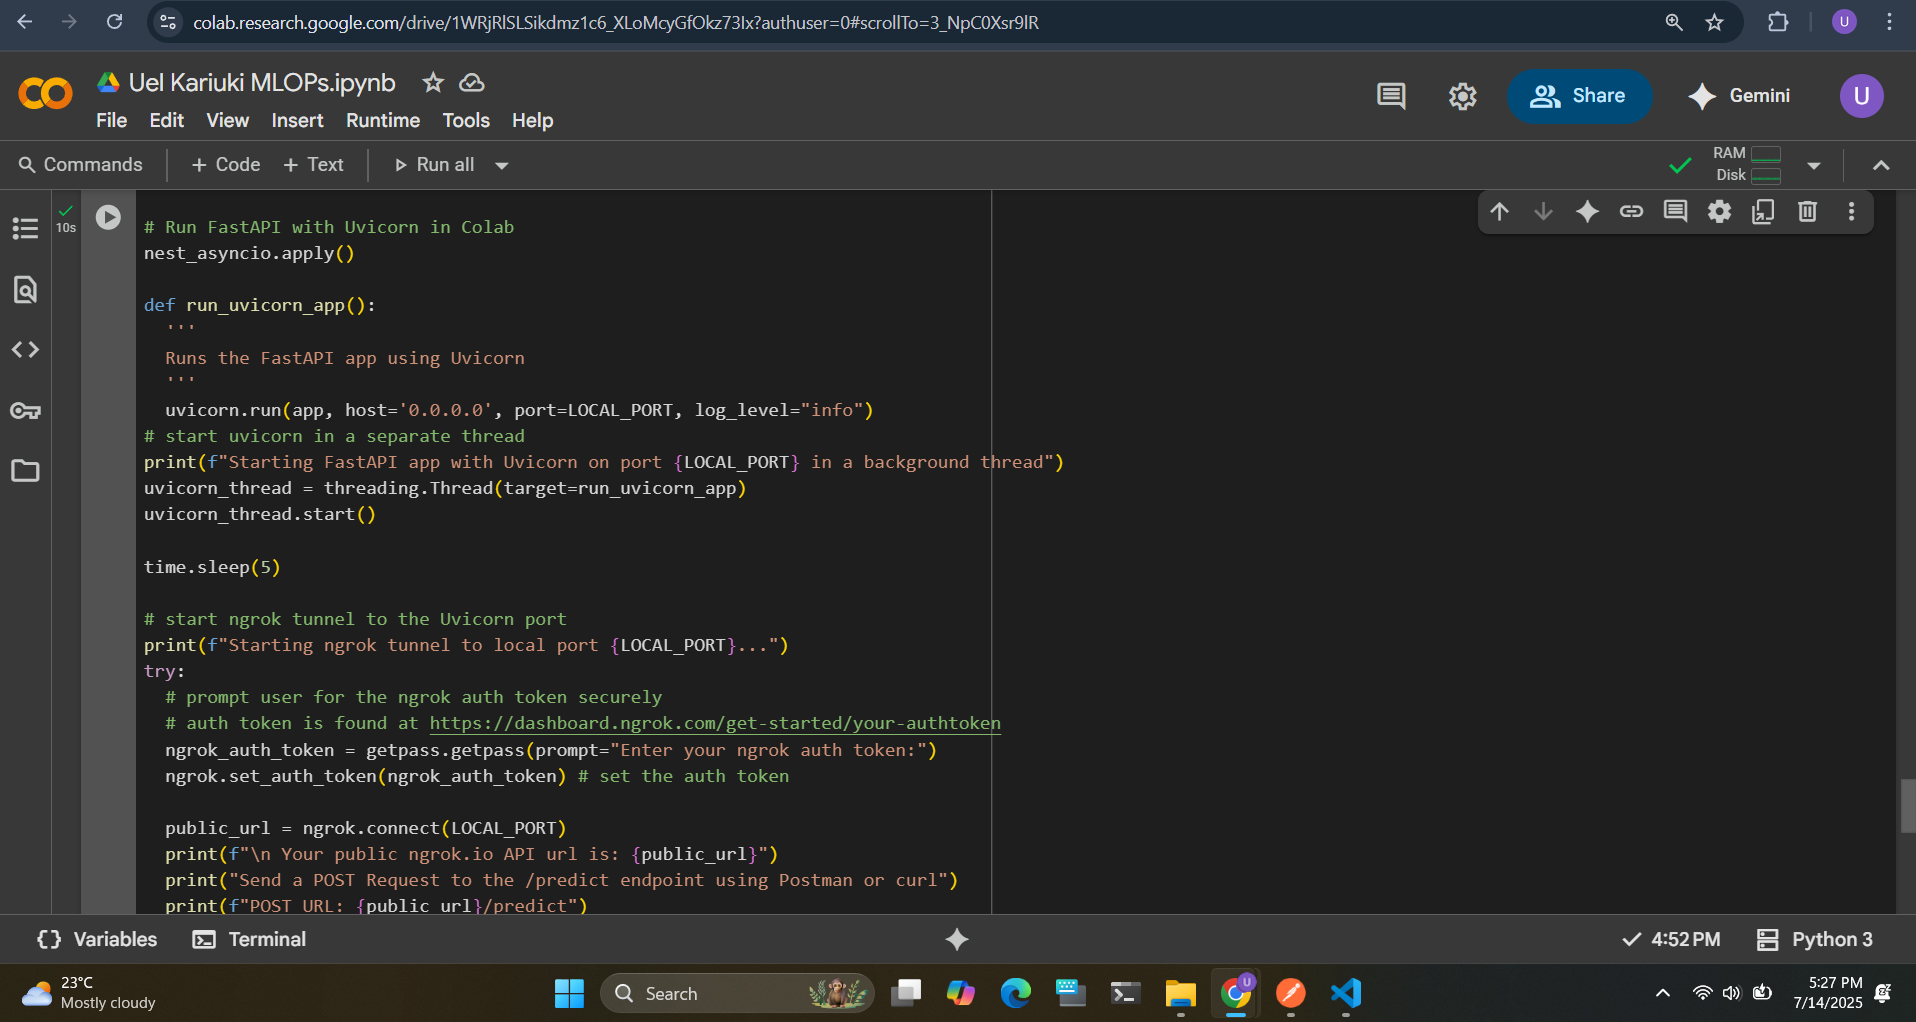 colab.research.google.com/drive/1WRjRlSLSikdmz1c6_XLoMcyGfOkz73Ix?authuser=0#scrollTo=3_NpC0Xsr9lR
U
Uel Kariuki MLOPs.ipynb
File Edit View Insert Runtime Tools Help
Share
Gemini
U
Commands + Code + Text Run all
RAM
Disk
10s
# Run FastAPI with Uvicorn in Colab
nest_asyncio.apply()
def run_uvicorn_app():
'''
Runs the FastAPI app using Uvicorn
'''
uvicorn.run(app, host='0.0.0.0', port=LOCAL_PORT, log_level="info")
# start uvicorn in a separate thread
print(f"Starting FastAPI app with Uvicorn on port {LOCAL_PORT} in a background thread")
uvicorn_thread = threading.Thread(target=run_uvicorn_app)
uvicorn_thread.start()
time.sleep(5)
# start ngrok tunnel to the Uvicorn port
print(f"Starting ngrok tunnel to local port {LOCAL_PORT}...")
try:
# prompt user for the ngrok auth token securely
# auth token is found at https://dashboard.ngrok.com/get-started/your-authtoken
ngrok_auth_token = getpass.getpass(prompt="Enter your ngrok auth token:")
ngrok.set_auth_token(ngrok_auth_token) # set the auth token
public_url = ngrok.connect(LOCAL_PORT)
print(f"\n Your public ngrok.io API url is: {public_url}")
print("Send a POST Request to the /predict endpoint using Postman or curl")
print(f"POST URL: {public_url}/predict")
Variables Terminal
4:52 PM Python 3
23°C
Mostly cloudy
Search
U
5:27 PM
7/14/2025